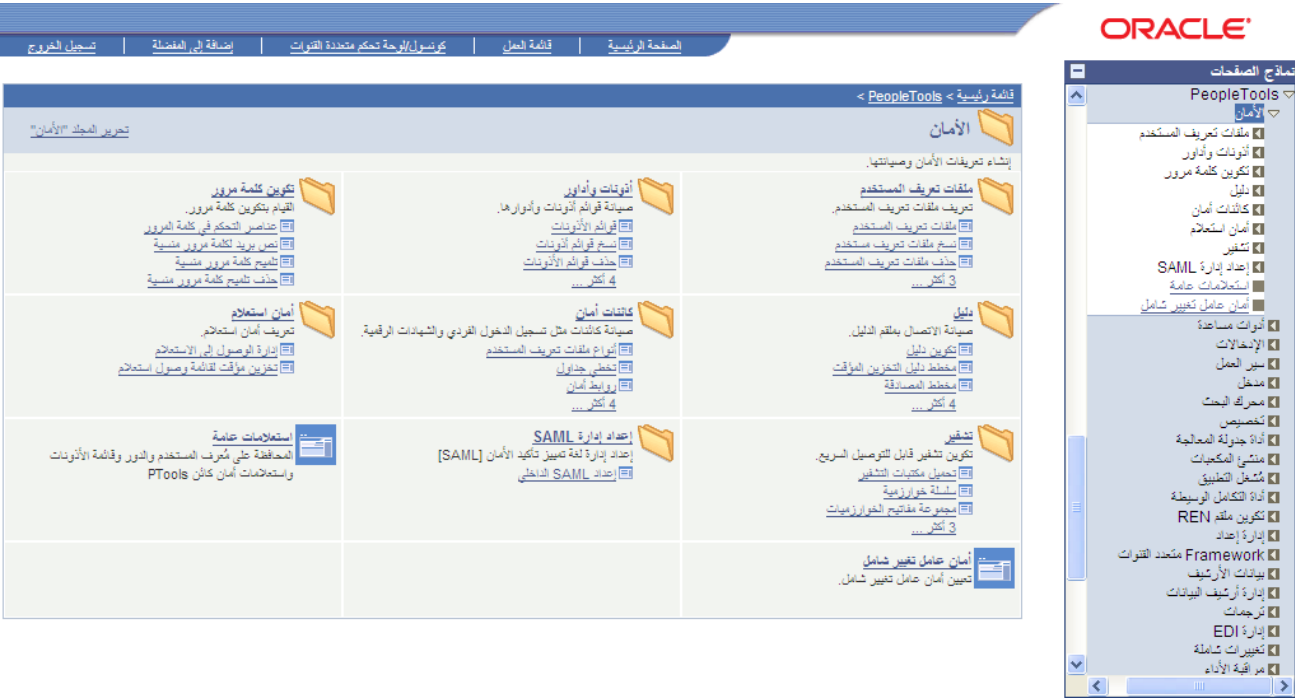 ORACLE
الصفحة الرئيسية | قائمة العمل | كونسول/لوحة تحكم متعددة القنوات | إضافة إلى المفضلة | تسجيل الخروج
نماذج الصفحات
PeopleTools
الأمان
ملفات تعريف المستخدم
أذونات وأداور
تكوين كلمة مرور
دليل
كائنات أمان
أمان استعلام
تشفير
إعداد إدارة SAML
استعلامات عامة
أمان عامل تغيير شامل
أدوات مساعدة
الإدخالات
سير العمل
مدخل
محرك البحث
تخصيص
أداة جدولة المعالجة
منشئ المكعبات
مُشغل التطبيق
أداة التكامل الوسيطة
تكوين ملقم REN
إدارة إعداد
Framework متعدد القنوات
بيانات الأرشيف
إدارة أرشيف البيانات
ترجمات
إدارة EDI
تغييرات شاملة
مراقبة الأداء
قائمة رئيسية > PeopleTools >
الأمان
تحرير المجلد "الأمان"
إنشاء تعريفات الأمان وصيانتها.
ملفات تعريف المستخدم
تعريف ملفات تعريف المستخدم.
ملفات تعريف المستخدم
نسخ ملفات تعريف مستخدم
حذف ملفات تعريف المستخدم
3 أكثر ...
أذونات وأداور
صيانة قوائم أذونات وأدوارها.
قوائم الأذونات
نسخ قوائم أذونات
حذف قوائم الأذونات
4 أكثر ...
تكوين كلمة مرور
القيام بتكوين كلمة مرور.
عناصر التحكم في كلمة المرور
نص بريد لكلمة مرور منسية
تلميح كلمة مرور منسية
حذف تلميح كلمة مرور منسية
دليل
صيانة الاتصال بملقم الدليل.
تكوين دليل
مخطط دليل التخزين المؤقت
مخطط المصادقة
4 أكثر ...
كائنات أمان
صيانة كائنات مثل تسجيل الدخول الفردي والشهادات الرقمية.
أنواع ملفات تعريف المستخدم
تخطي جداول
روابط أمان
4 أكثر ...
أمان استعلام
تعريف أمان استعلام.
إدارة الوصول إلى الاستعلام
تخزين مؤقت لقائمة وصول استعلام
تشفير
تكوين تشفير قابل للتوصيل السريع.
تحميل مكتبات التشفير
سلسلة خوارزمية
مجموعة مفاتيح الخوارزميات
3 أكثر ...
إعداد إدارة SAML
إعداد إدارة لغة تمييز تأكيد الأمان [SAML]
إعداد SAML الداخلي
استعلامات عامة
المحافظة على مُعرف المستخدم والدور وقائمة الأذونات
واستعلامات أمان كائن PTools
أمان عامل تغيير شامل
تعيين أمان عامل تغيير شامل.